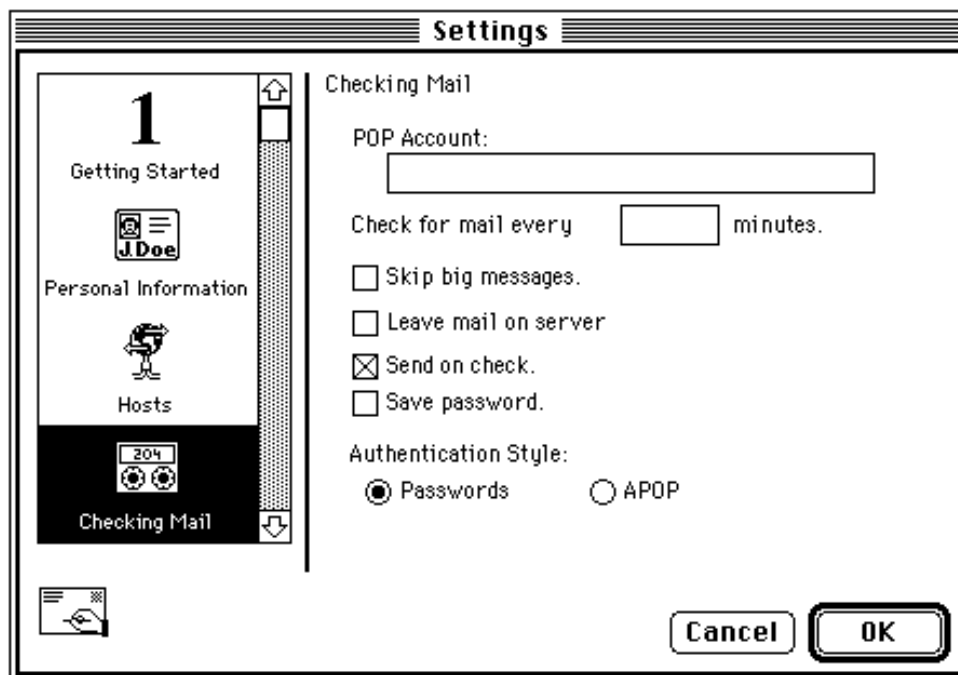 Settings
1
Getting Started
J.Doe
Personal Information
Hosts
204
Checking Mail
Checking Mail
POP Account:
Check for mail every minutes.
Skip big messages.
Leave mail on server
Send on check.
Save password.
Authentication Style:
Passwords APOP
Cancel OK